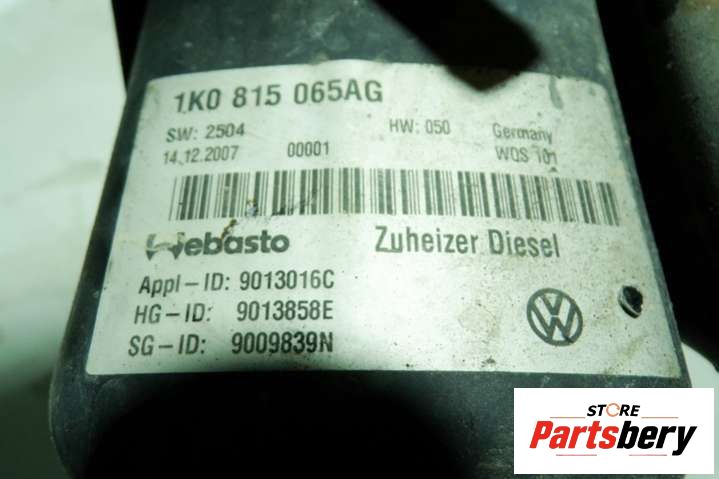 1K0 815 065AG
SW: 2504 HW: 050 Germany
14.12.2007 00001 WQS 101
Webasto Zuheizer Diesel
Appl-ID: 9013016C
HG-ID: 9013858E
SG-ID: 9009839N
STORE
Partsbery